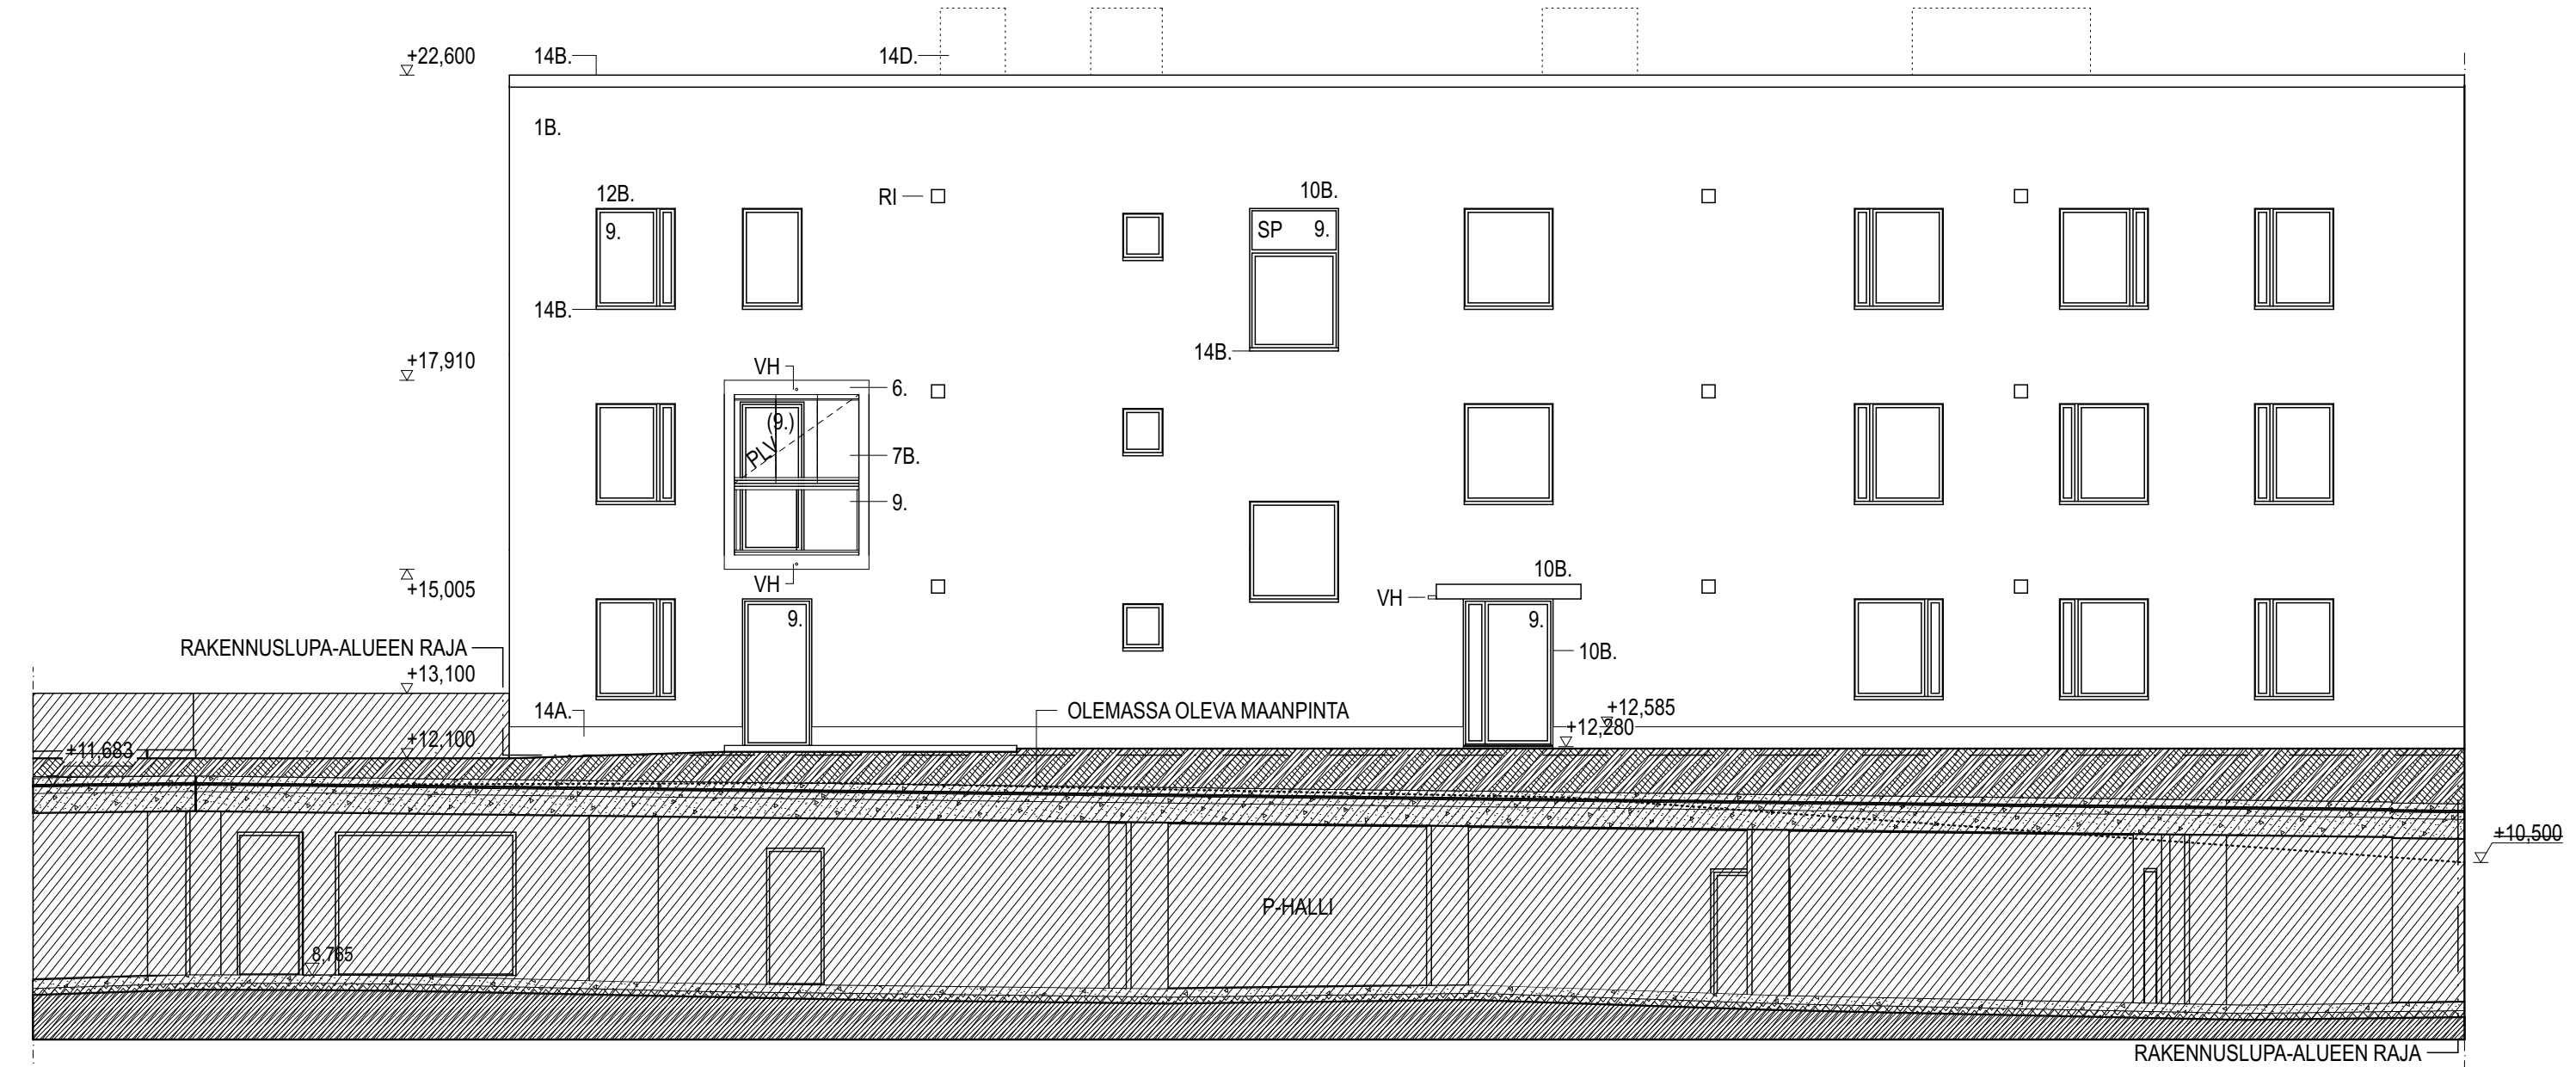 +22,600
14B.
14D.
1B.
12B.
RI
10B.
9.
SP 9.
14B.
14B.
+17,910
VH
6.
(9.)
PLV
7B.
9.
VH
+15,005
10B.
VH
9.
9.
RAKENNUSLUPA-ALUEEN RAJA
10B.
+13,100
14A.
OLEMASSA OLEVA MAANPINTA
+12,585
+12,280
+12,100
+11,683
+10,500
P-HALLI
8,765
RAKENNUSLUPA-ALUEEN RAJA